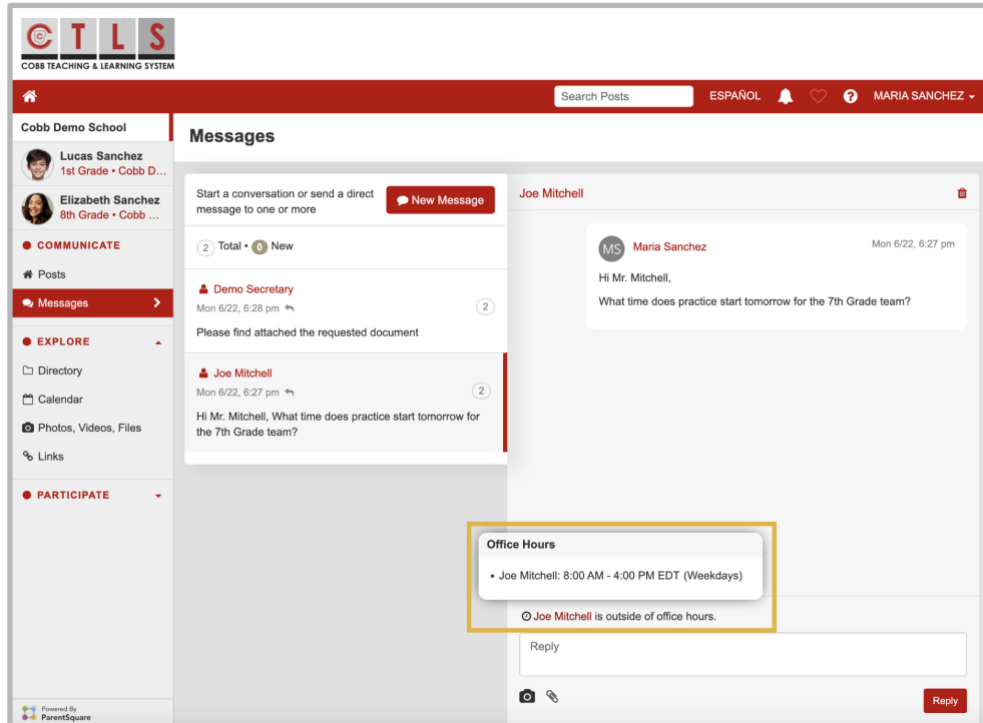 C T L S
COBB TEACHING & LEARNING SYSTEM
Search Posts
ESPAÑOL
MARIA SANCHEZ
Cobb Demo School
Lucas Sanchez
1st Grade • Cobb D...
Elizabeth Sanchez
8th Grade • Cobb ...
COMMUNICATE
Posts
Messages
EXPLORE
Directory
Calendar
Photos, Videos, Files
Links
PARTICIPATE
Powered By
ParentSquare
Messages
Start a conversation or send a direct
message to one or more
New Message
2 Total • 0 New
Demo Secretary
Mon 6/22, 6:28 pm
2
Please find attached the requested document
Joe Mitchell
Mon 6/22, 6:27 pm
2
Hi Mr. Mitchell, What time does practice start tomorrow for
the 7th Grade team?
Joe Mitchell
MS
Maria Sanchez
Mon 6/22, 6:27 pm
Hi Mr. Mitchell,
What time does practice start tomorrow for the 7th Grade team?
Office Hours
• Joe Mitchell: 8:00 AM - 4:00 PM EDT (Weekdays)
Joe Mitchell is outside of office hours.
Reply
Reply